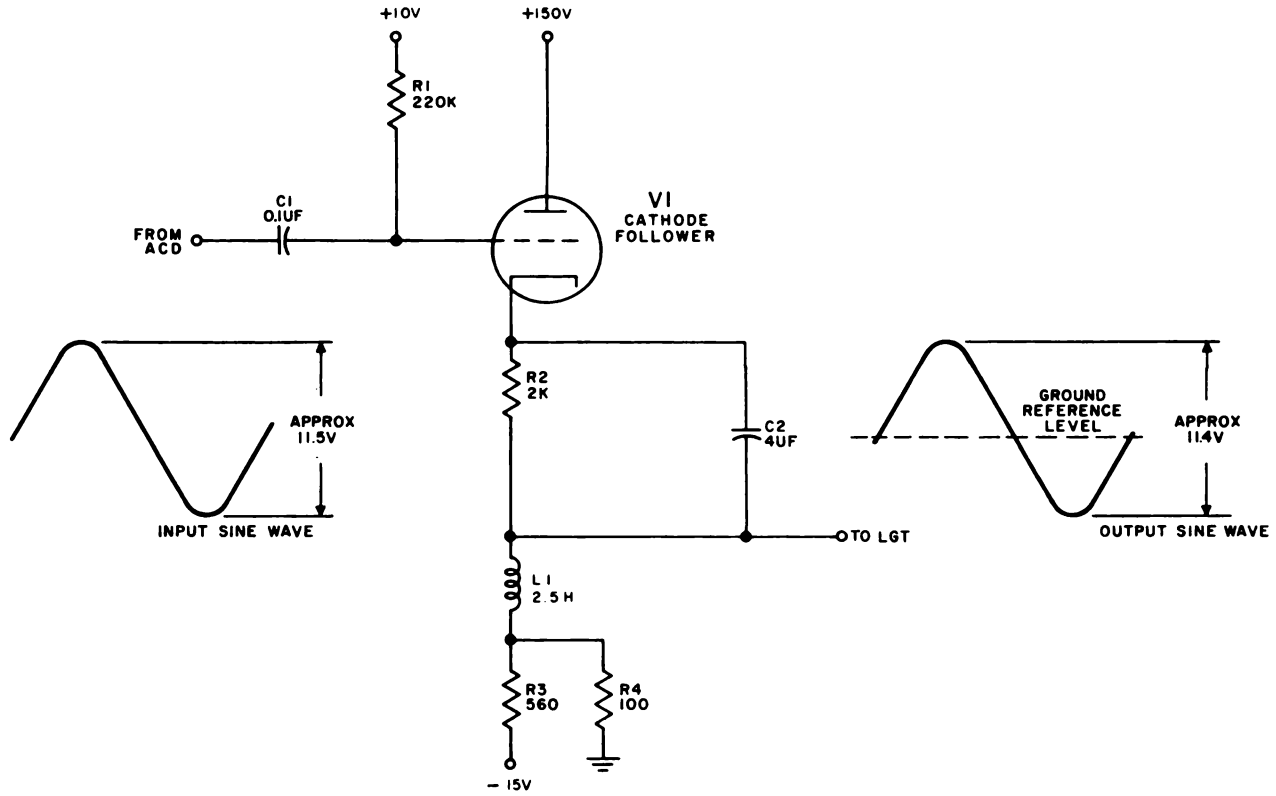 +10V
+150V
R1
220K
C1
0.1UF
FROM
ACD
V1
CATHODE
FOLLOWER
R2
2K
C2
4UF
APPROX
11.5V
INPUT SINE WAVE
GROUND
REFERENCE
LEVEL
APPROX
11.4V
OUTPUT SINE WAVE
TO LGT
L1
2.5H
R3
560
R4
100
- 15V